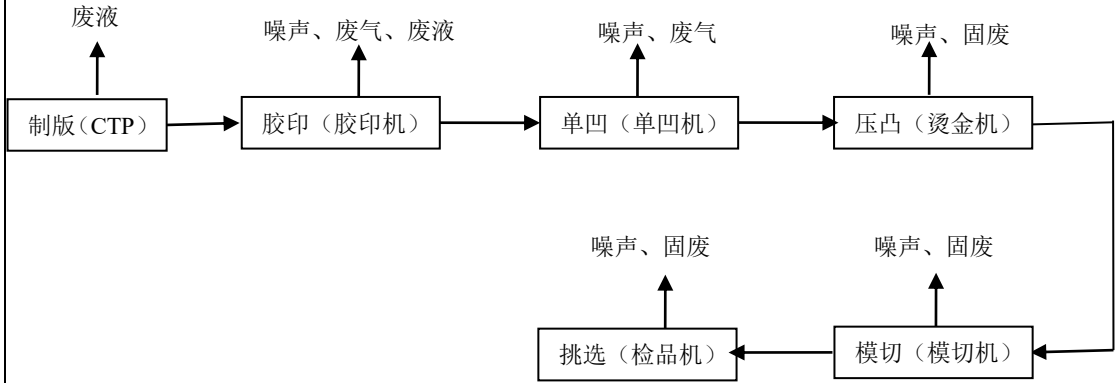 废液
噪声、废气、废液
噪声、废气
噪声、固废
制版（CTP）
胶印（胶印机）
单凹（单凹机）
压凸（烫金机）
噪声、固废
噪声、固废
挑选（检品机）
模切（模切机）